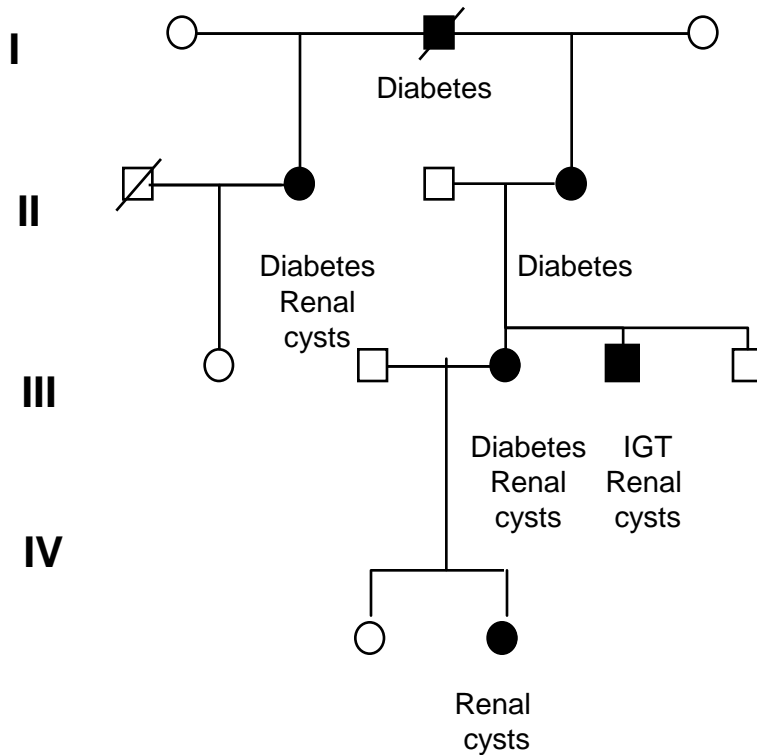 I
Diabetes
II
Diabetes
Renal
cysts
Diabetes
III
Diabetes
Renal
cysts
IGT
Renal
cysts
IV
Renal
cysts